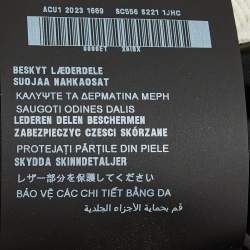 ACU1 2023 1669 SC556 S221 1JHC
BESKYT LÆDERDELE
SUOJAA NAHKAOSAT
ΚΑΛΥΨΤΕ ΤΑ ΔΕΡΜΑΤΙΝΑ ΜΕΡΗ
SAUGOTI ODINES DALIS
LEDEREN DELEN BESCHERMEN
ZABEZPIECZYC CZESCI SKÓRZANE
PROTEJAȚI PĂRȚILE DIN PIELE
SKYDDA SKINNDETALJER
レザー部分を保護してください
BẢO VỆ CÁC CHI TIẾT BẰNG DA
قم بحماية الأجزاء الجلدية